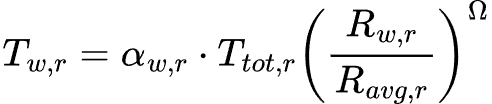 T_{w,r} = α_{w,r} · T_{tot,r} (R_{w,r} / R_{avg,r})^Ω